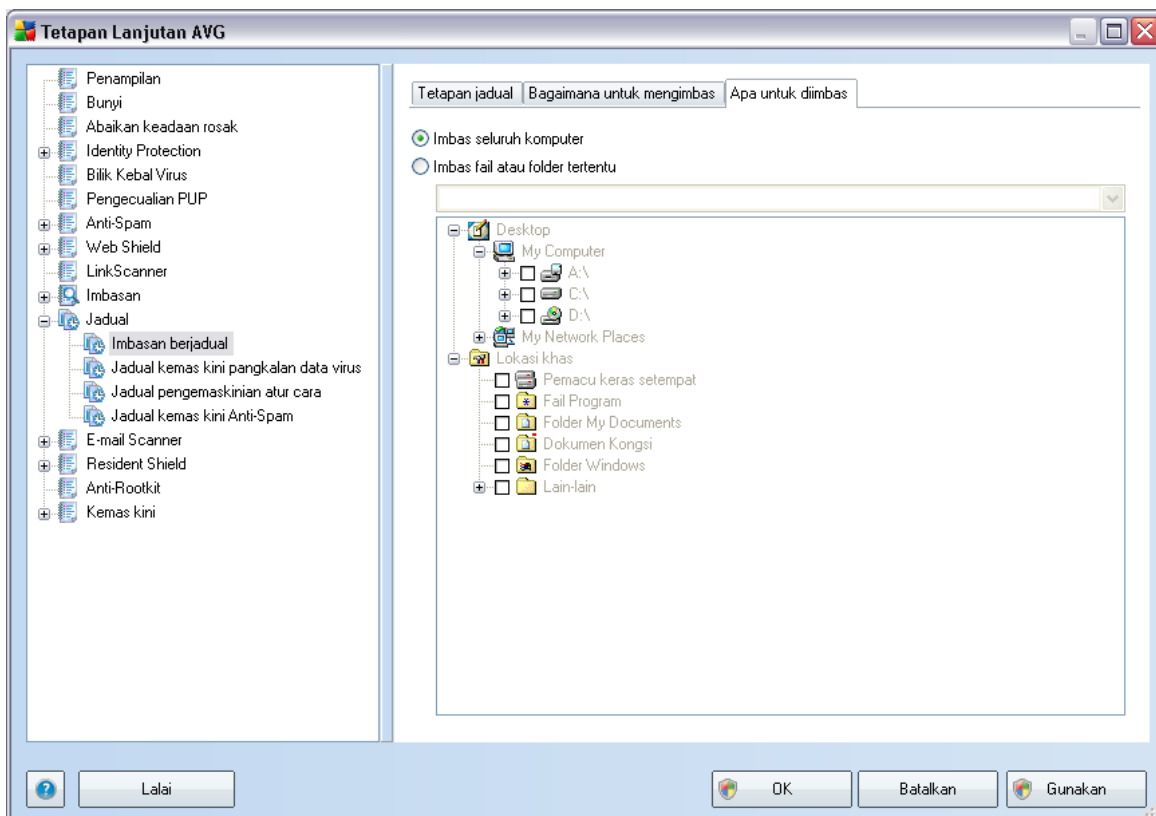 Tetapan Lanjutan AVG
Penampilan
Bunyi
Abaikan keadaan rosak
Identity Protection
Bilik Kebal Virus
Pengecualian PUP
Anti-Spam
Web Shield
LinkScanner
Imbasan
Jadual
Imbasan berjadual
Jadual kemas kini pangkalan data virus
Jadual pengemaskinian atur cara
Jadual kemas kini Anti-Spam
E-mail Scanner
Resident Shield
Anti-Rootkit
Kemas kini
Tetapan jadual Bagaimana untuk mengimbas Apa untuk diimbas
Imbas seluruh komputer
Imbas fail atau folder tertentu
Desktop
My Computer
A:\
C:\
D:\
My Network Places
Lokasi khas
Pemacu keras setempat
Fail Program
Folder My Documents
Dokumen Kongsi
Folder Windows
Lain-lain
? Lalai OK Batalkan Gunakan